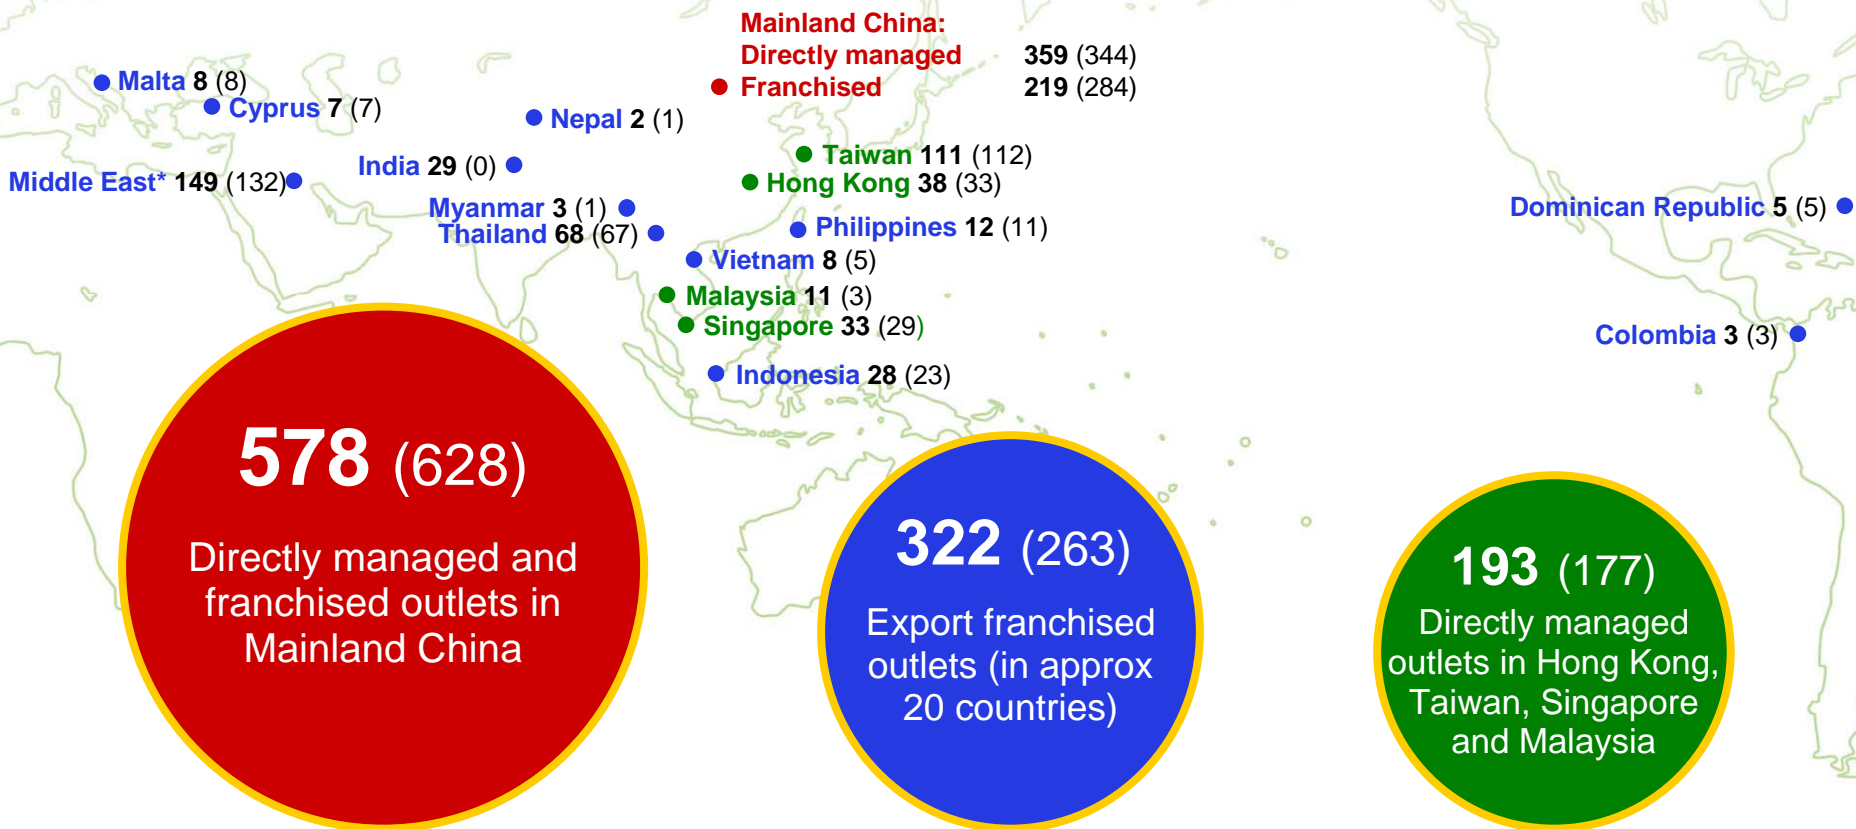 Mainland China:
Directly managed 359 (344)
Franchised 219 (284)
Malta 8 (8)
Cyprus 7 (7)
Nepal 2 (1)
India 29 (0)
Middle East* 149 (132)
Myanmar 3 (1)
Thailand 68 (67)
Taiwan 111 (112)
Hong Kong 38 (33)
Philippines 12 (11)
Vietnam 8 (5)
Malaysia 11 (3)
Singapore 33 (29)
Indonesia 28 (23)
Dominican Republic 5 (5)
Colombia 3 (3)
578 (628)
Directly managed and
franchised outlets in
Mainland China
322 (263)
Export franchised
outlets (in approx
20 countries)
193 (177)
Directly managed
outlets in Hong Kong,
Taiwan, Singapore
and Malaysia